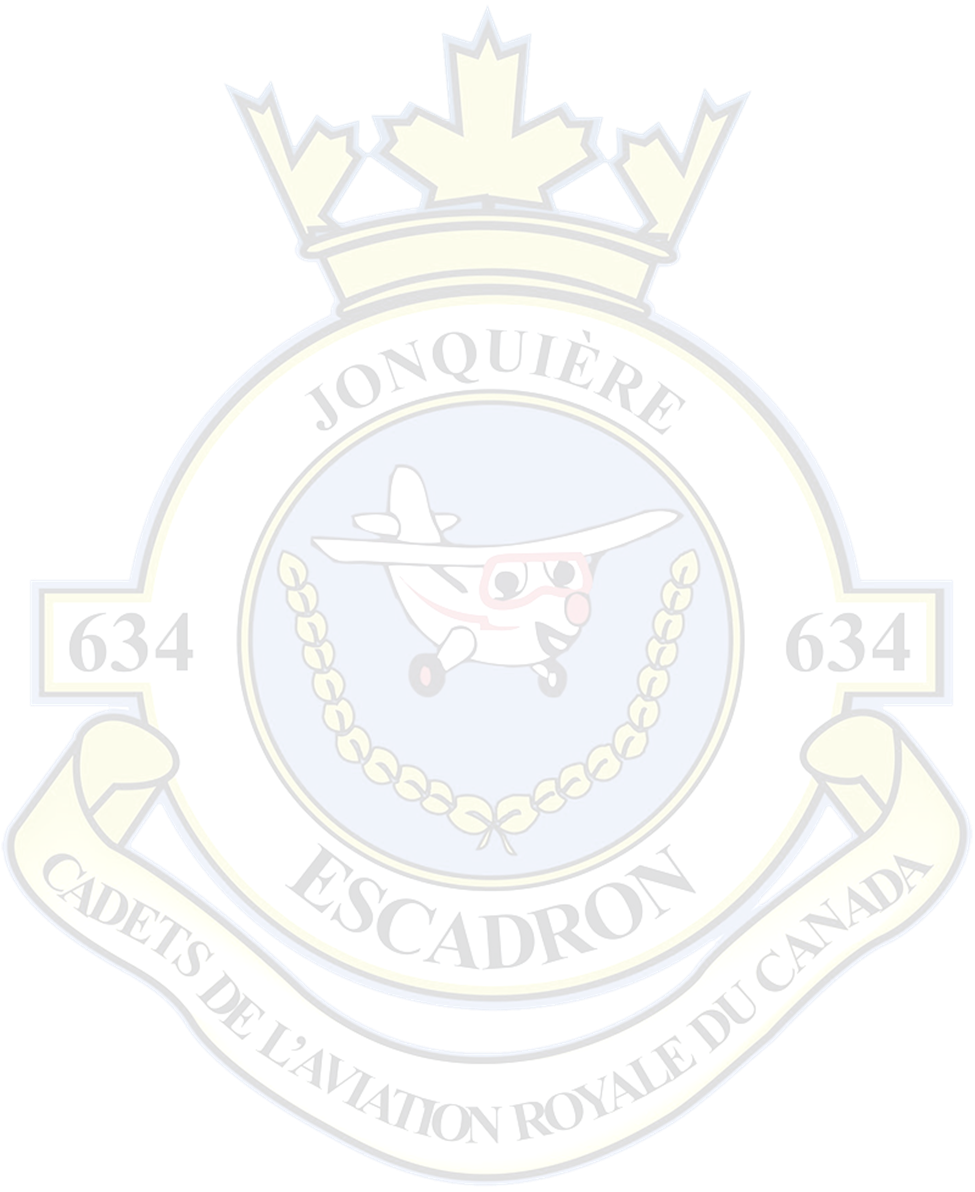 JONQUIÈRE
634
634
ESCADRON
CADETS DE L'AVIATION ROYALE DU CANADA